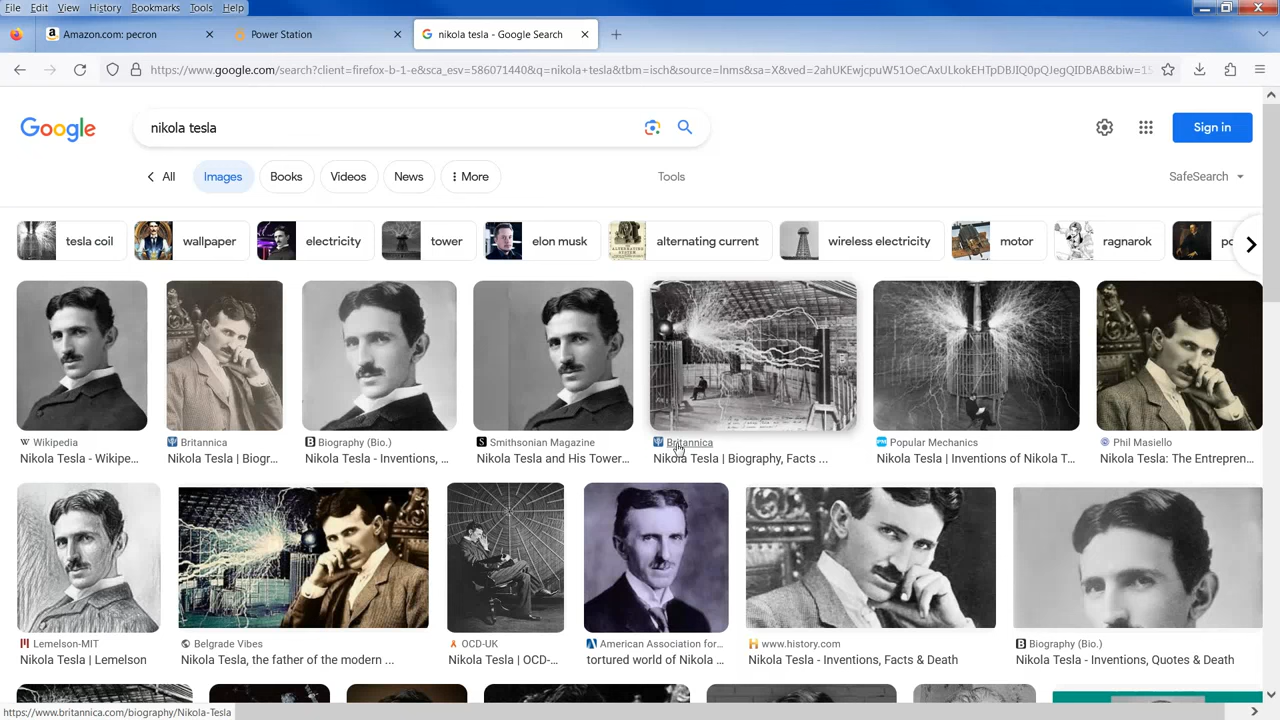 File Edit View History Bookmarks Tools Help
Amazon.com: pecron
Power Station
nikola tesla - Google Search
https://www.google.com/search?client=firefox-b-1-e&sca_esv=586071440&q=nikola+tesla&tbm=isch&source=lnms&sa=X&ved=2ahUKEwjcpuW51OeCAxULkokEHTpDBJIQ0pQJegQIDBAB&biw=15
Google
nikola tesla
Sign in
All Images Books Videos News More Tools SafeSearch
tesla coil wallpaper electricity tower elon musk alternating current wireless electricity motor ragnarok po
Wikipedia Britannica Biography (Bio.) Smithsonian Magazine Britannica Popular Mechanics Phil Masiello
Nikola Tesla - Wikipe... Nikola Tesla | Biogr... Nikola Tesla - Inventions, ... Nikola Tesla and His Tower... Nikola Tesla | Biography, Facts ... Nikola Tesla | Inventions of Nikola T... Nikola Tesla: The Entrepren...
Lemelson-MIT Belgrade Vibes OCD-UK American Association for... www.history.com Biography (Bio.)
Nikola Tesla | Lemelson Nikola Tesla, the father of the modern ... Nikola Tesla | OCD-... tortured world of Nikola ... Nikola Tesla - Inventions, Facts & Death Nikola Tesla - Inventions, Quotes & Death
https://www.britannica.com/biography/Nikola-Tesla